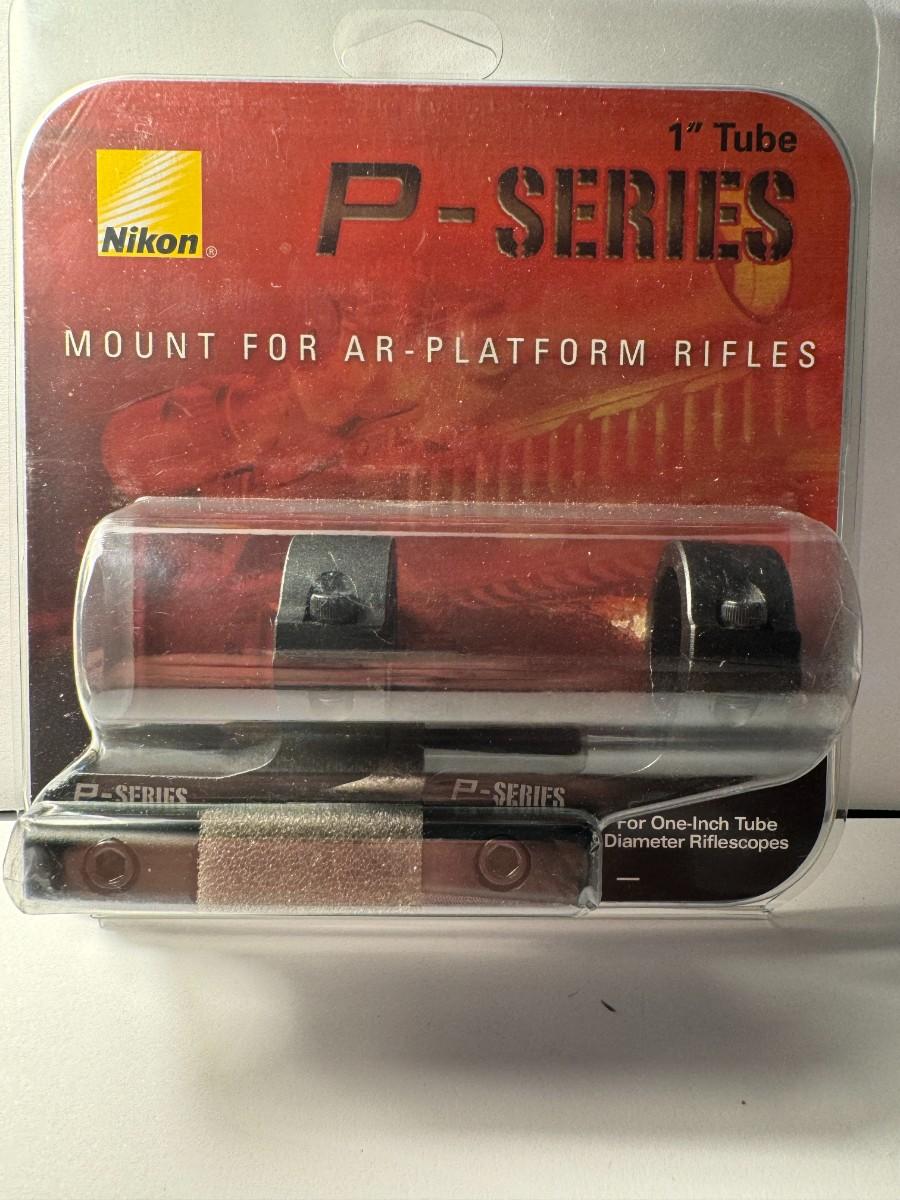 1″ Tube
Nikon®
P-SERIES
MOUNT FOR AR-PLATFORM RIFLES
P-SERIES
P-SERIES
For One-Inch Tube
Diameter Riflescopes